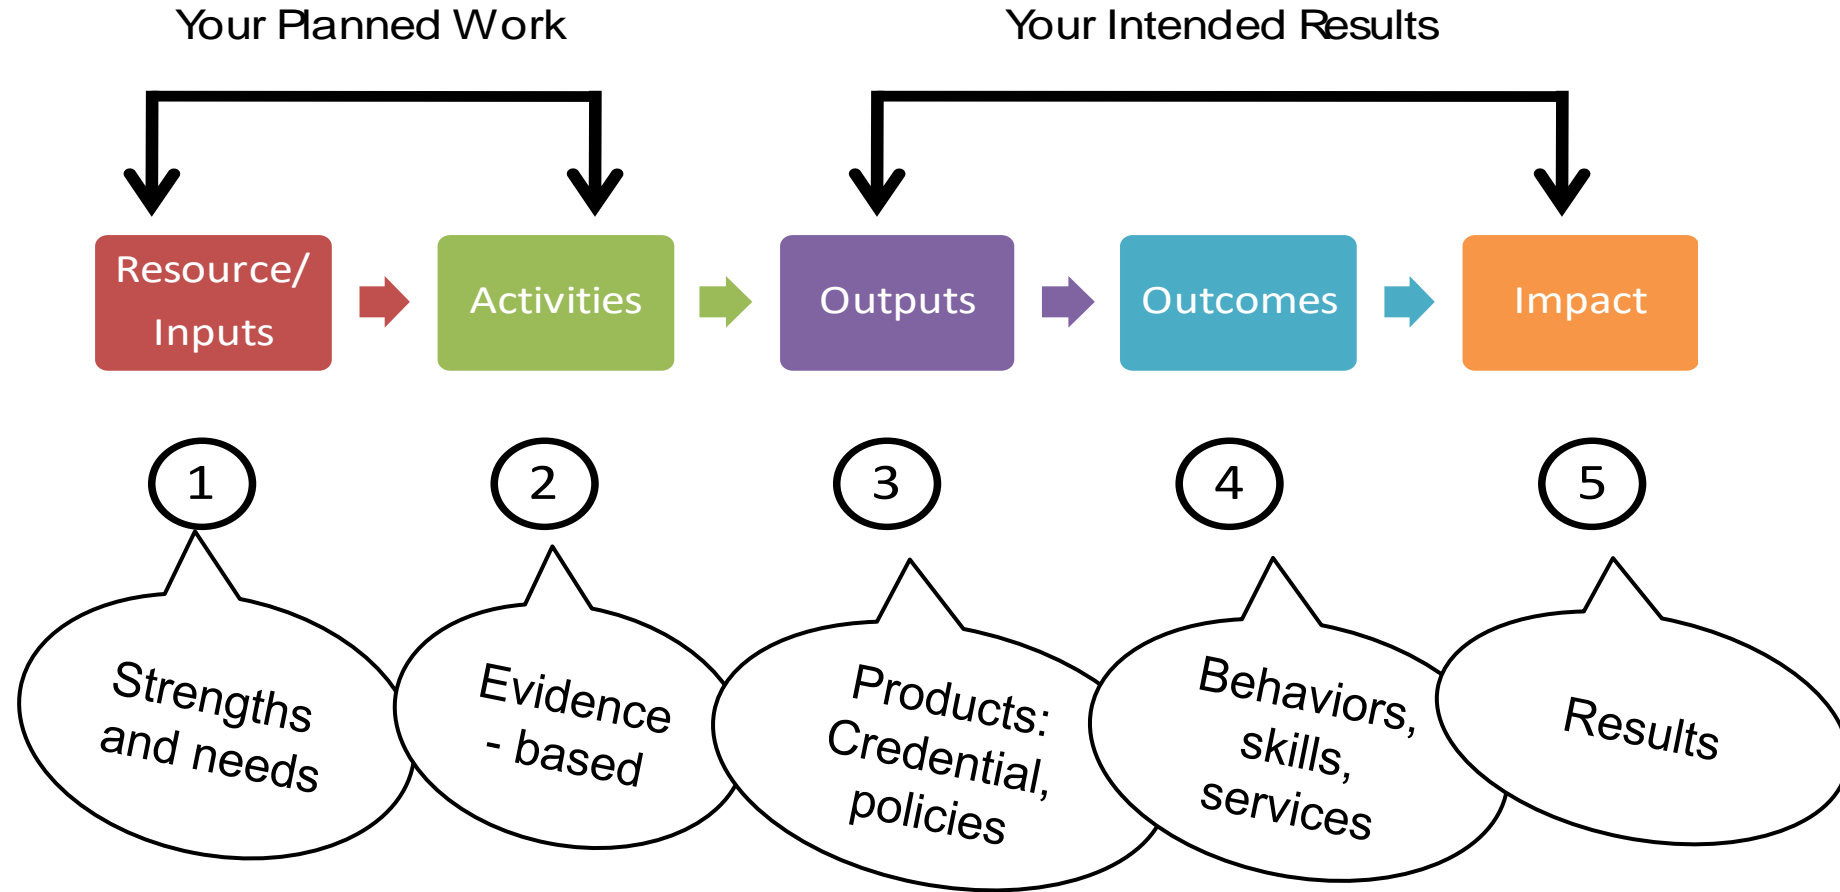 Your Planned Work
Your Intended Results
Resource/
Inputs
Activities
Outputs
Outcomes
Impact
1
2
3
4
5
Strengths
and needs
Evidence
- based
Products:
Credential,
policies
Behaviors,
skills,
services
Results